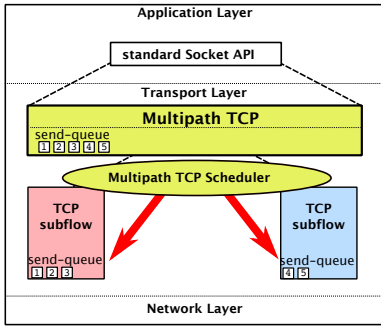 Application Layer
standard Socket API
Transport Layer
Multipath TCP
send-queue
1 2 3 4 5
Multipath TCP Scheduler
TCP
subflow
send-queue
1 2 3
TCP
subflow
send-queue
4 5
Network Layer